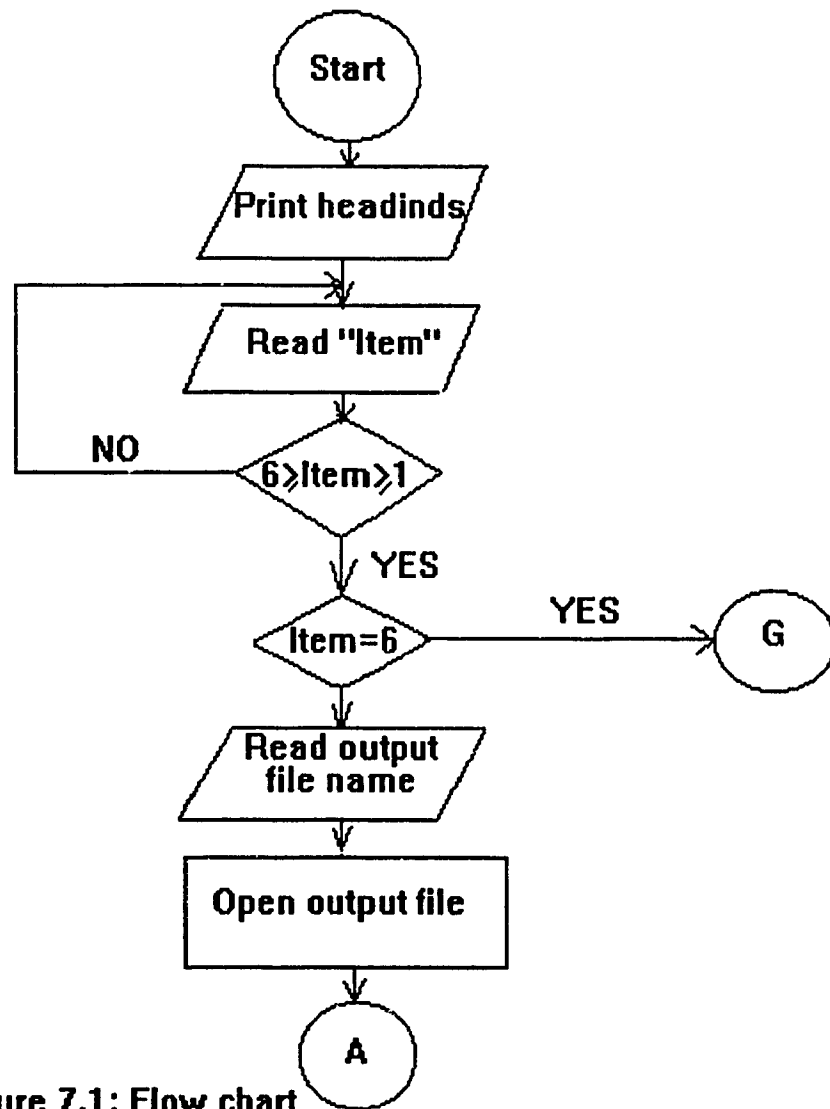 Start
Print headinds
Read "Item"
NO
6⩾Item⩾1
YES
Item=6
YES
G
Read output
file name
Open output file
A
ure 7.1: Flow chart